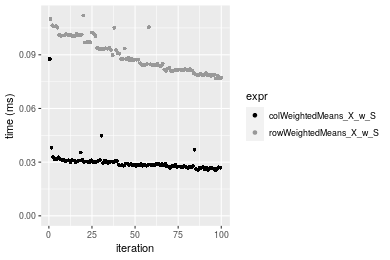 0.09
0.06
0.03
0.00
time (ms)
0
25
50
75
100
iteration
expr
colWeightedMeans_X_w_S
rowWeightedMeans_X_w_S